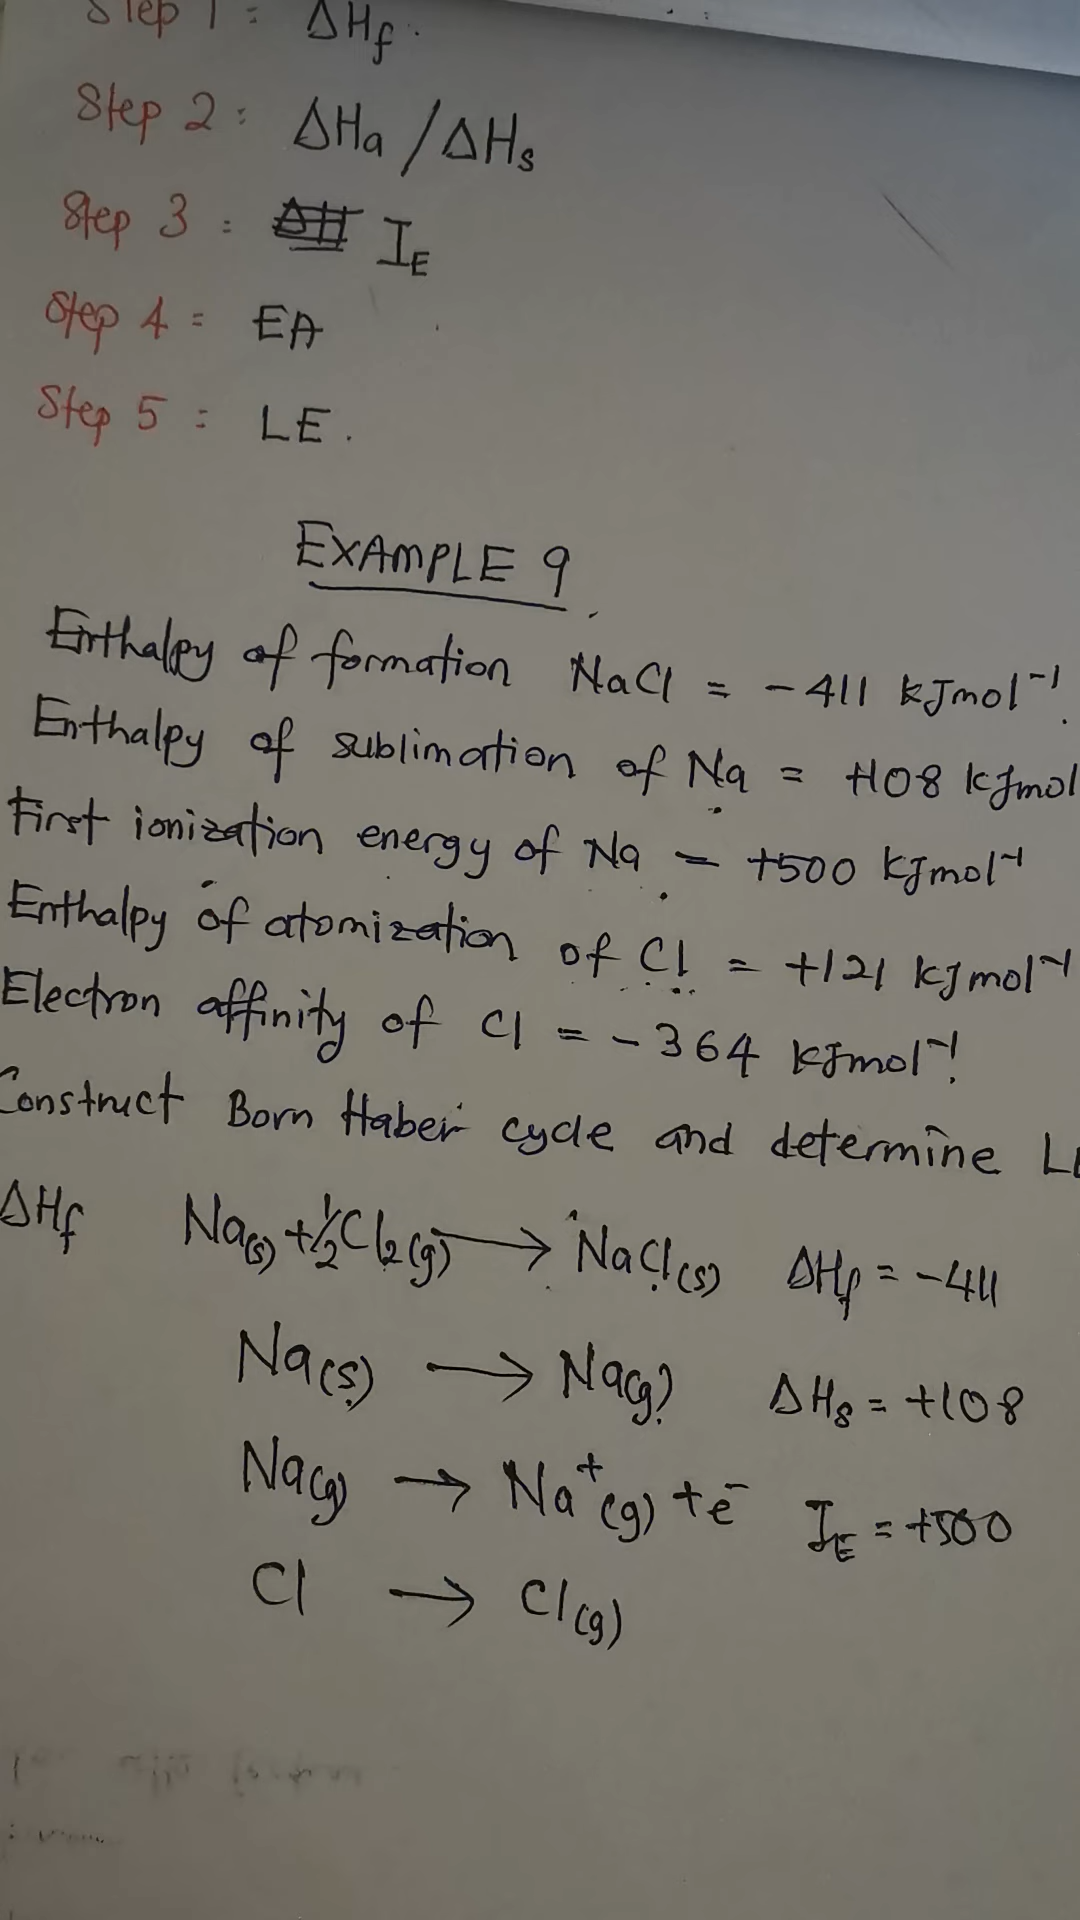 Step 1 : ΔHf .
Step 2 : ΔHa / ΔHs
Step 3 : IE
Step 4 = EA
Step 5 : LE .
EXAMPLE 9
Enthalpy of formation NaCl = -411 kJmol⁻¹.
Enthalpy of sublimation of Na = +108 kJmol
First ionization energy of Na = +500 kJmol⁻¹
Enthalpy of atomization of Cl = +121 kJmol⁻¹
Electron affinity of Cl = -364 kJmol⁻¹.
Construct Born Haber cycle and determine LE
ΔHf Na(s) + ½Cl₂(g) → NaCl(s) ΔHf = -411
Na(s) → Na(g) ΔHs = +108
Na(g) → Na⁺(g) + e⁻ IE = +500
Cl → Cl(g)